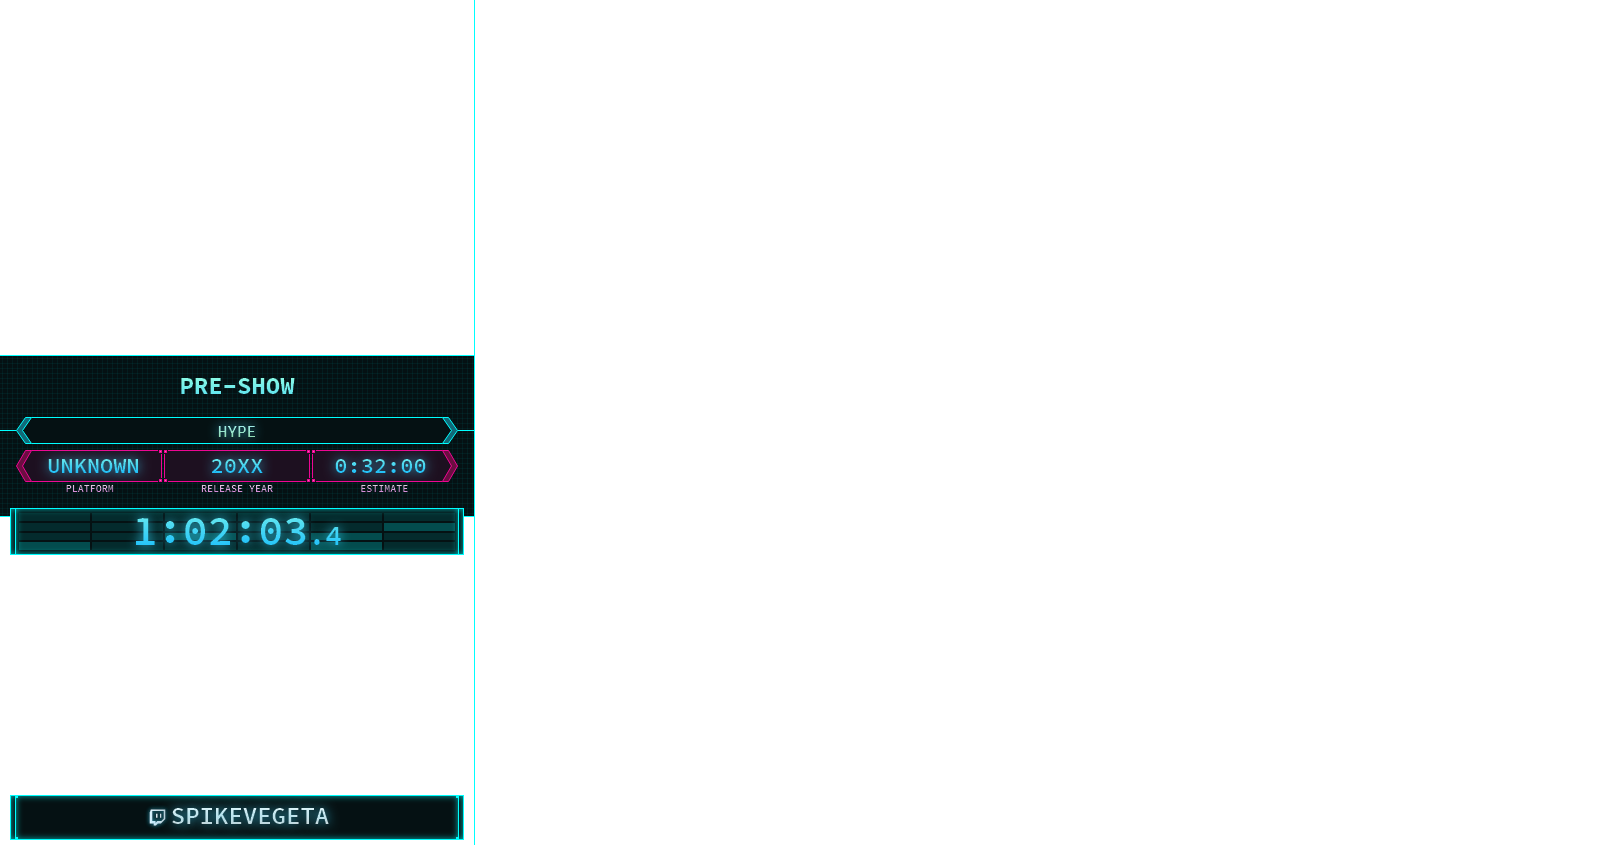 PRE-SHOW
HYPE
UNKNOWN 20XX 0:32:00
PLATFORM RELEASE YEAR ESTIMATE
1:02:03.4
SPIKEVEGETA